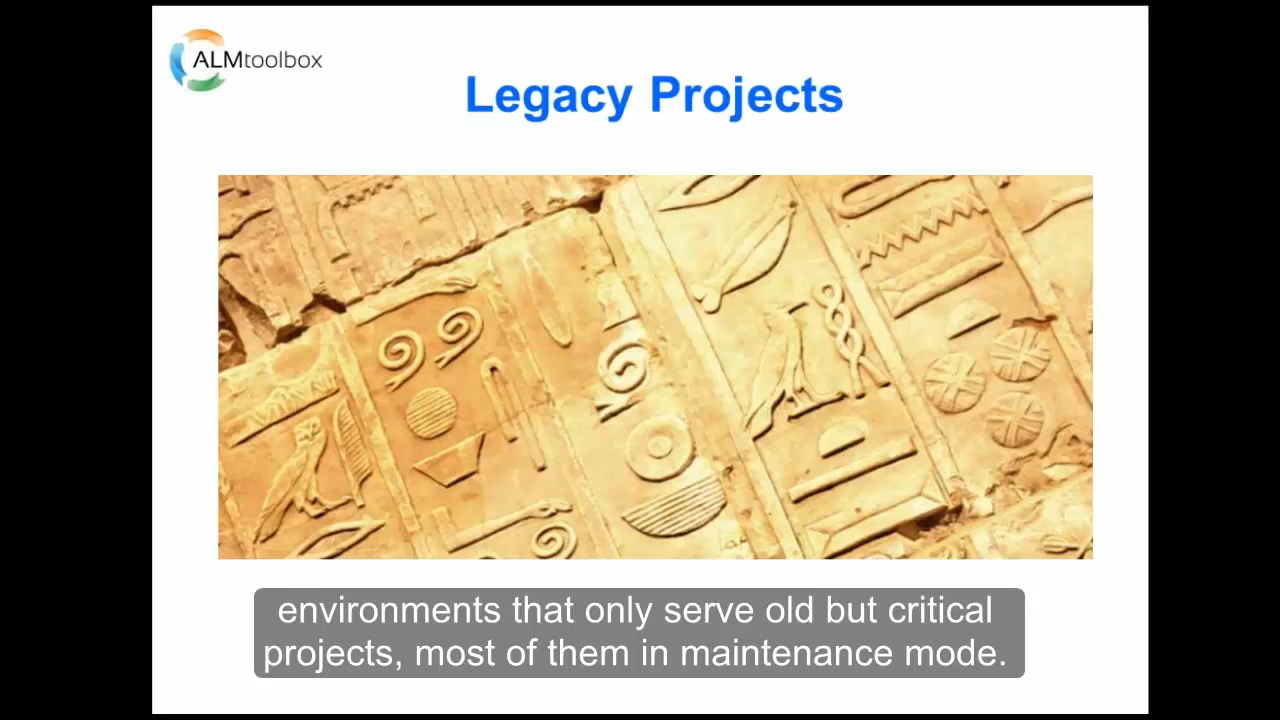 ALMtoolbox
Legacy Projects
environments that only serve old but critical
projects, most of them in maintenance mode.